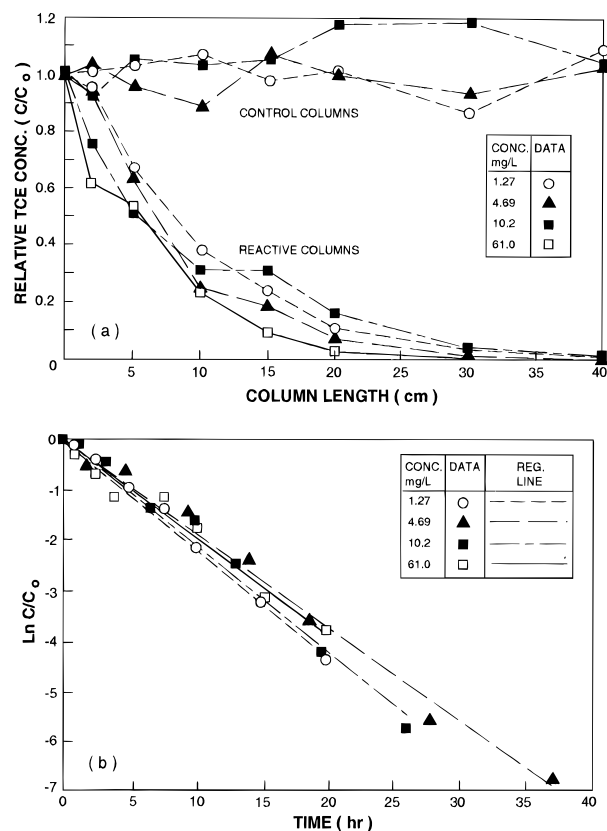 RELATIVE TCE CONC. ( C/C o )
1.4
1.2
1.0
0.8
0.6
0.4
0.2
0
CONTROL COLUMNS
REACTIVE COLUMNS
CONC. DATA
mg/L
1.27
4.69
10.2
61.0
( a )
5 10 15 20 25 30 35 40
COLUMN LENGTH ( cm )
Ln C/C o
0
-1
-2
-3
-4
-5
-6
-7
CONC. DATA REG.
mg/L LINE
1.27
4.69
10.2
61.0
( b )
0 5 10 15 20 25 30 35 40
TIME ( hr )